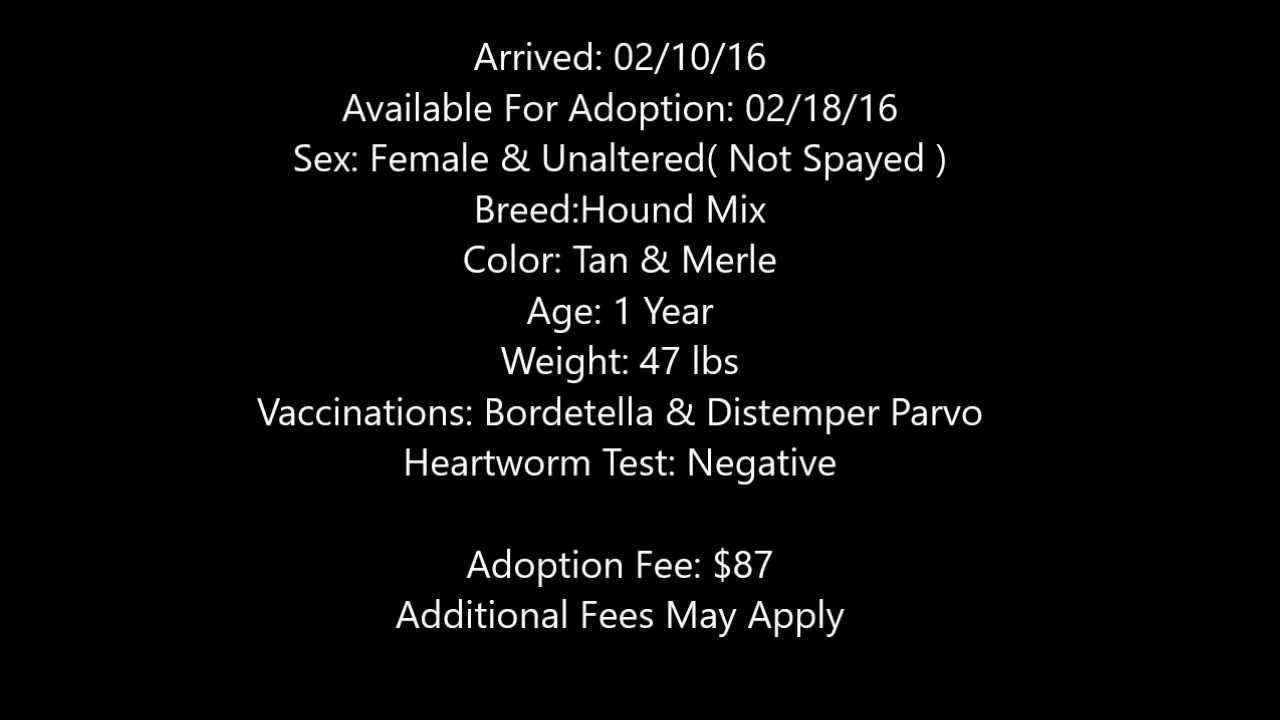 Arrived: 02/10/16
Available For Adoption: 02/18/16
Sex: Female & Unaltered( Not Spayed )
Breed:Hound Mix
Color: Tan & Merle
Age: 1 Year
Weight: 47 lbs
Vaccinations: Bordetella & Distemper Parvo
Heartworm Test: Negative
Adoption Fee: $87
Additional Fees May Apply